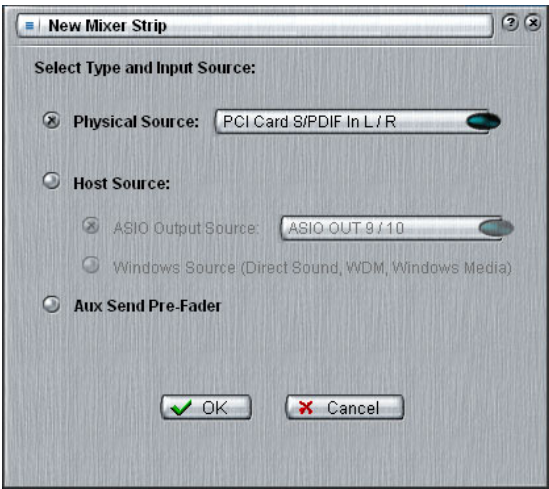 New Mixer Strip
Select Type and Input Source:
Physical Source: PCI Card S/PDIF In L / R
Host Source:
ASIO Output Source: ASIO OUT 9 / 10
Windows Source (Direct Sound, WDM, Windows Media)
Aux Send Pre-Fader
OK Cancel